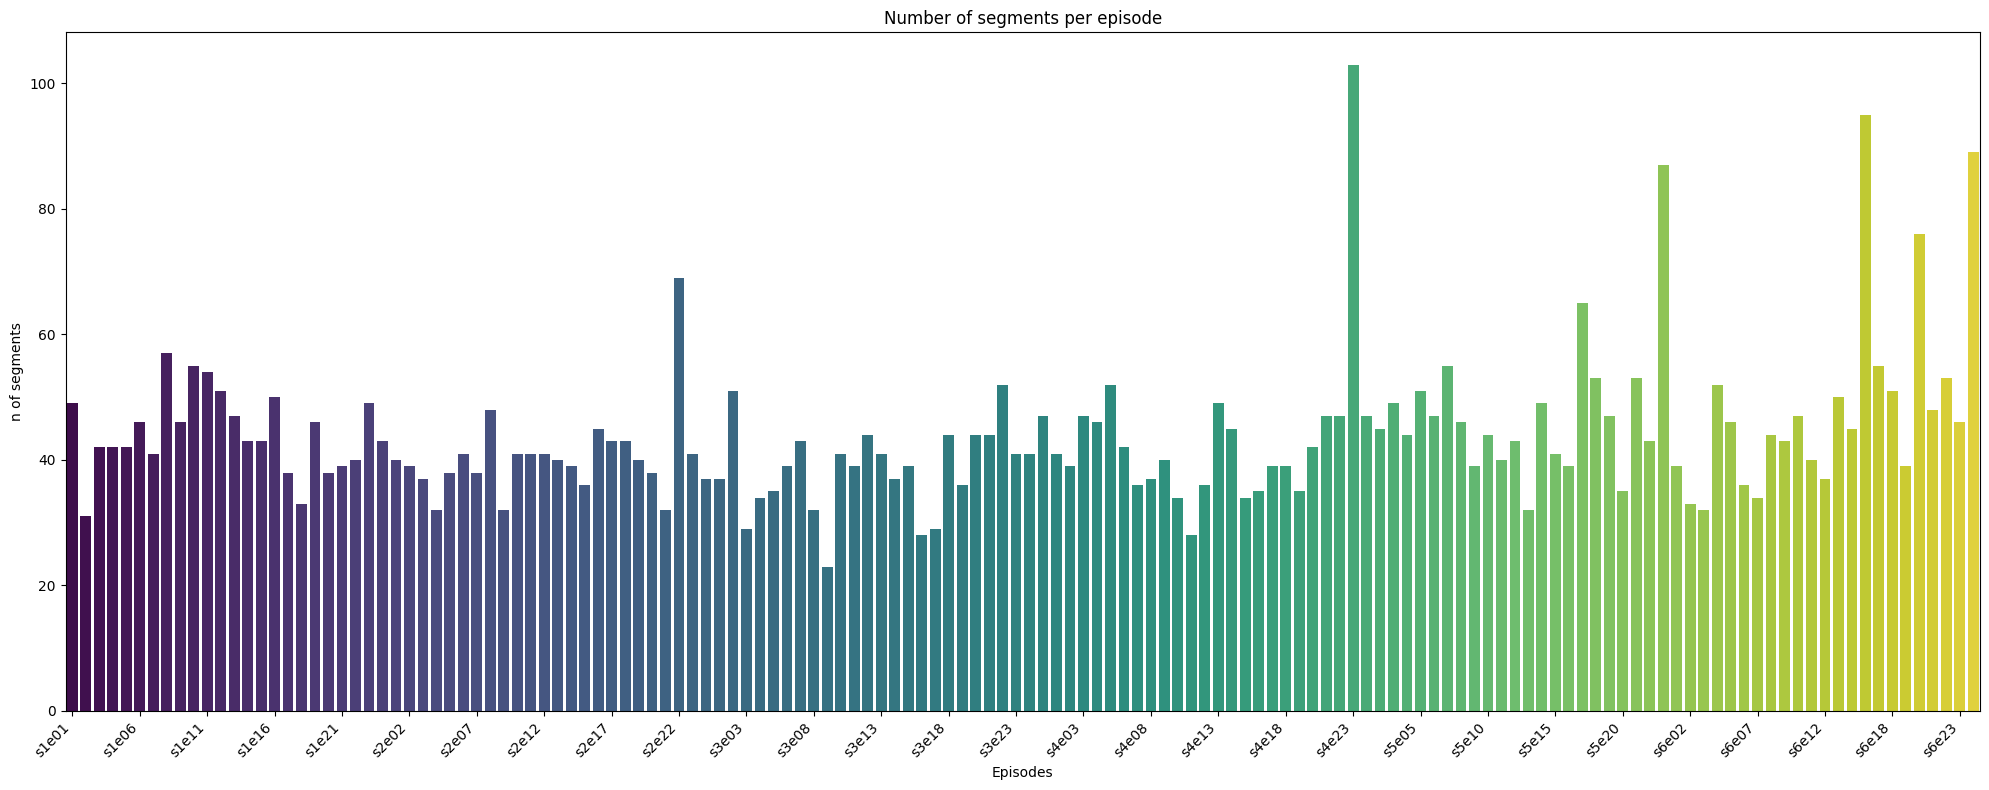 Number of segments per episode
n of segments
100
80
60
40
20
0
s1e01 s1e06 s1e11 s1e16 s1e21 s2e02 s2e07 s2e12 s2e17 s2e22 s3e03 s3e08 s3e13 s3e18 s3e23 s4e03 s4e08 s4e13 s4e18 s4e23 s5e05 s5e10 s5e15 s5e20 s6e02 s6e07 s6e12 s6e18 s6e23
Episodes